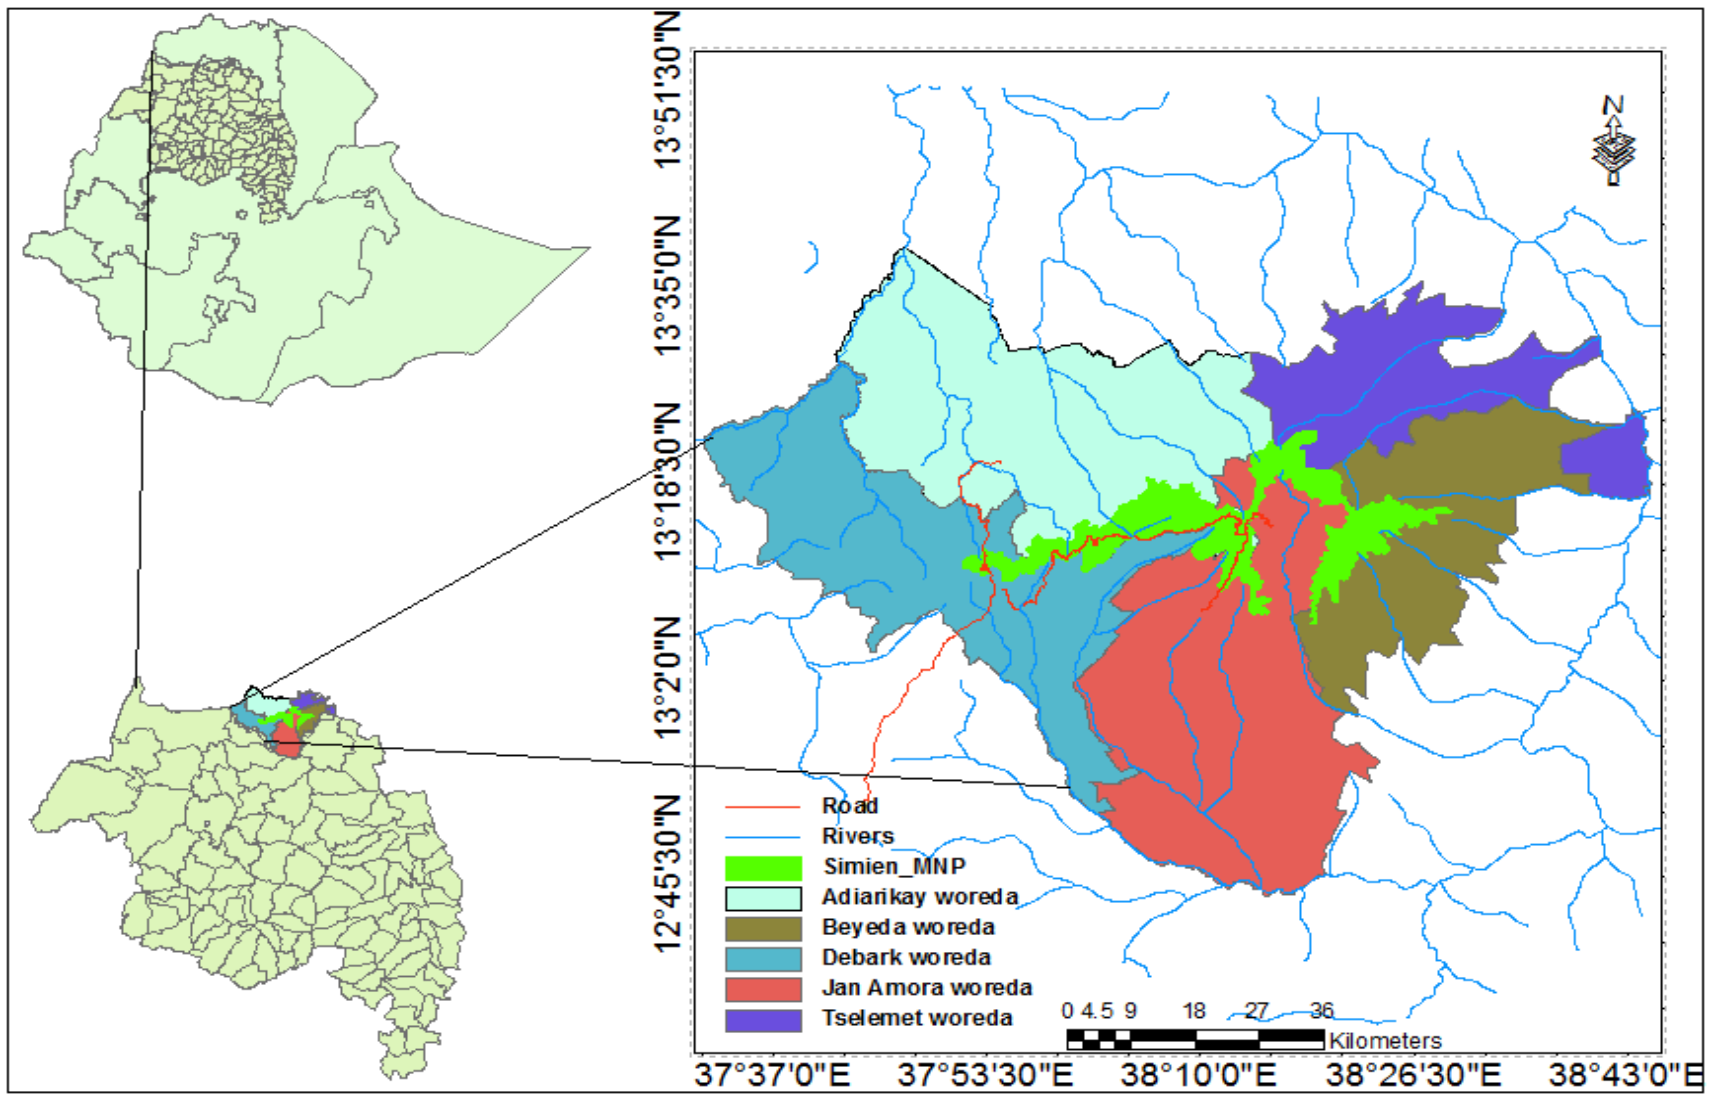 N
13°51'30"N
13°35'0"N
13°18'30"N
13°2'0"N
12°45'30"N
Road
Rivers
Simien_MNP
Adiarikay woreda
Beyeda woreda
Debark woreda
Jan Amora woreda
Tselemet woreda
0 4.5 9 18 27 36
Kilometers
37°37'0"E 37°53'30"E 38°10'0"E 38°26'30"E 38°43'0"E